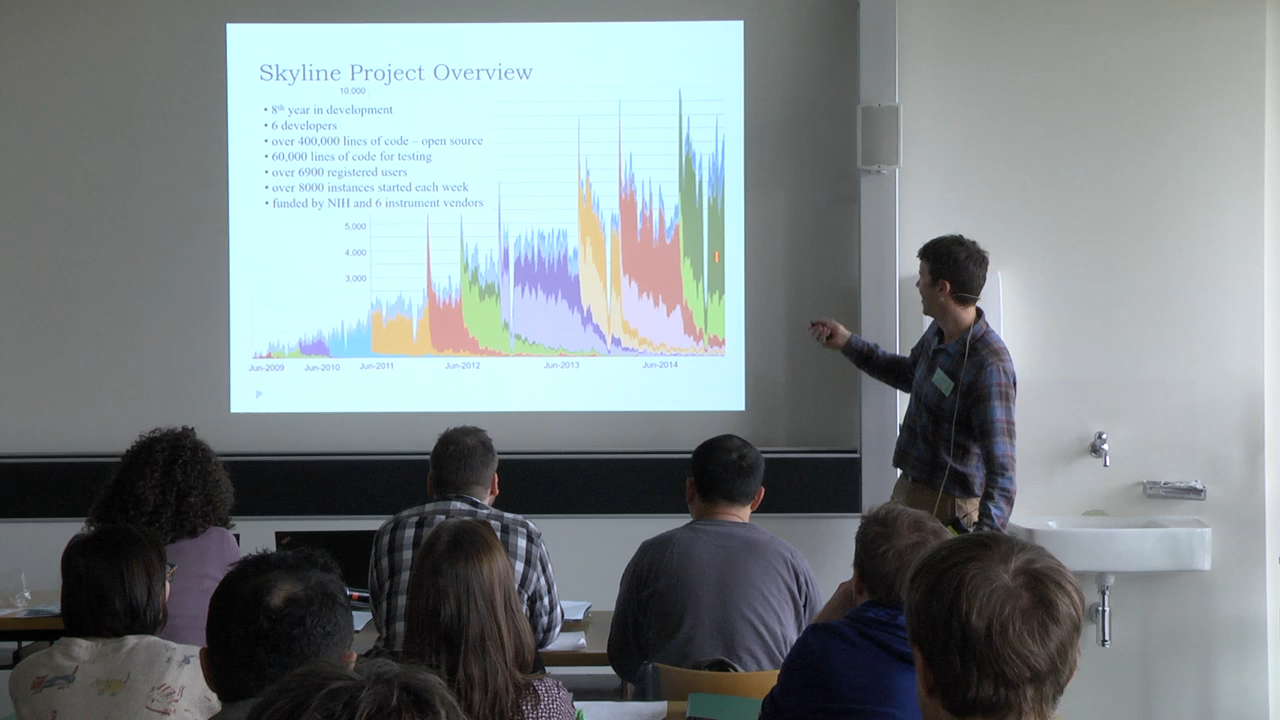 Skyline Project Overview
10,000
• 8th year in development
• 6 developers
• over 400,000 lines of code – open source
• 60,000 lines of code for testing
• over 6900 registered users
• over 8000 instances started each week
• funded by NIH and 6 instrument vendors
5,000
4,000
3,000
Jun-2009 Jun-2010 Jun-2011 Jun-2012 Jun-2013 Jun-2014